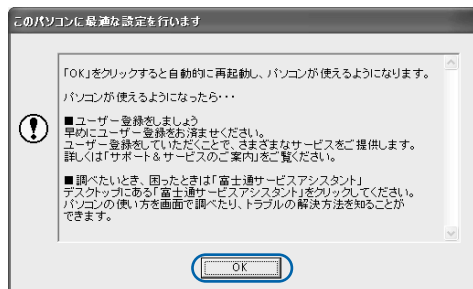 このパソコンに最適な設定を行います
「OK」をクリックすると自動的に再起動し、パソコンが使えるようになります。
パソコンが使えるようになったら・・・
■ユーザー登録をしましょう
早めにユーザー登録をお済ませください。
ユーザー登録をしていただくことで、さまざまなサービスをご提供します。
詳しくは「サポート&サービスのご案内」をご覧ください。
■調べたいとき、困ったときは「富士通サービスアシスタント」
デスクトップにある「富士通サービスアシスタント」をクリックしてください。
パソコンの使い方を画面で調べたり、トラブルの解決方法を知ることが
できます。
OK